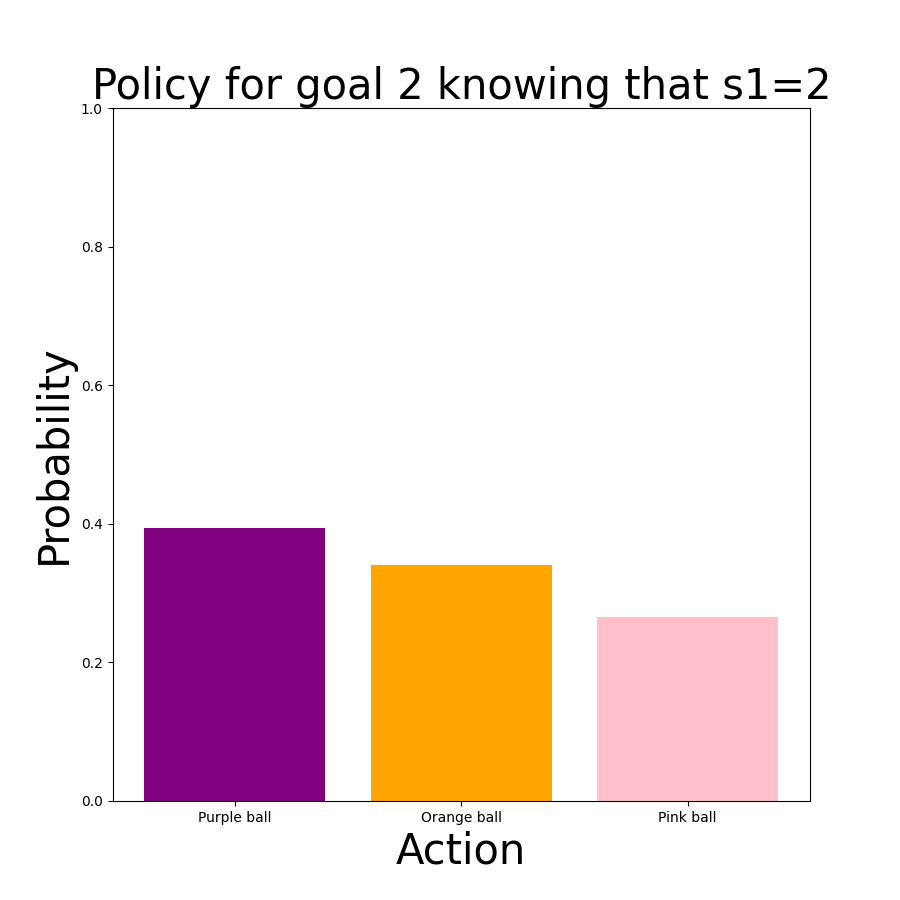 Policy for goal 2 knowing that s1=2
1.0
0.8
0.6
0.4
0.2
0.0
Probability
Purple ball
Orange ball
Pink ball
Action